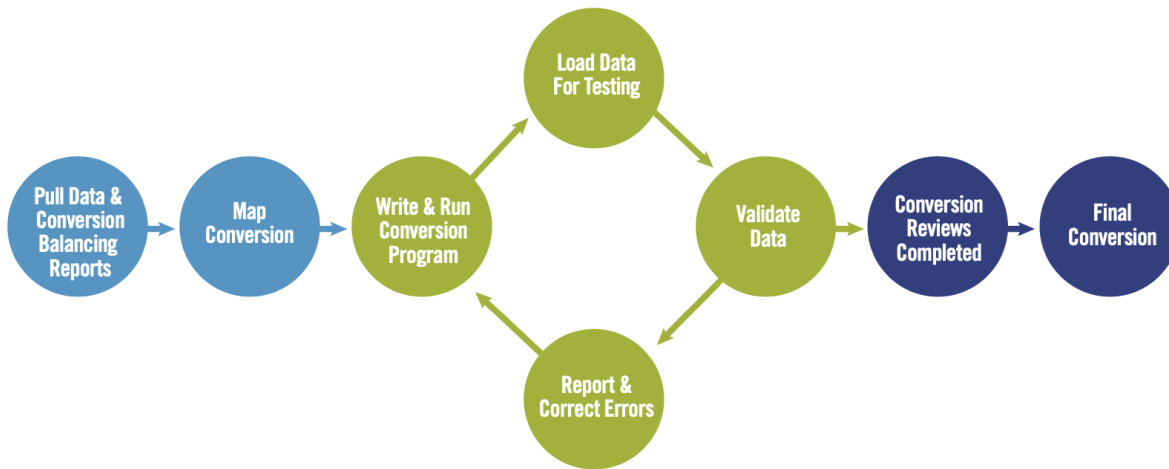 Pull Data &
Conversion
Balancing
Reports
Map
Conversion
Write & Run
Conversion
Program
Load Data
For Testing
Validate
Data
Report &
Correct Errors
Conversion
Reviews
Completed
Final
Conversion